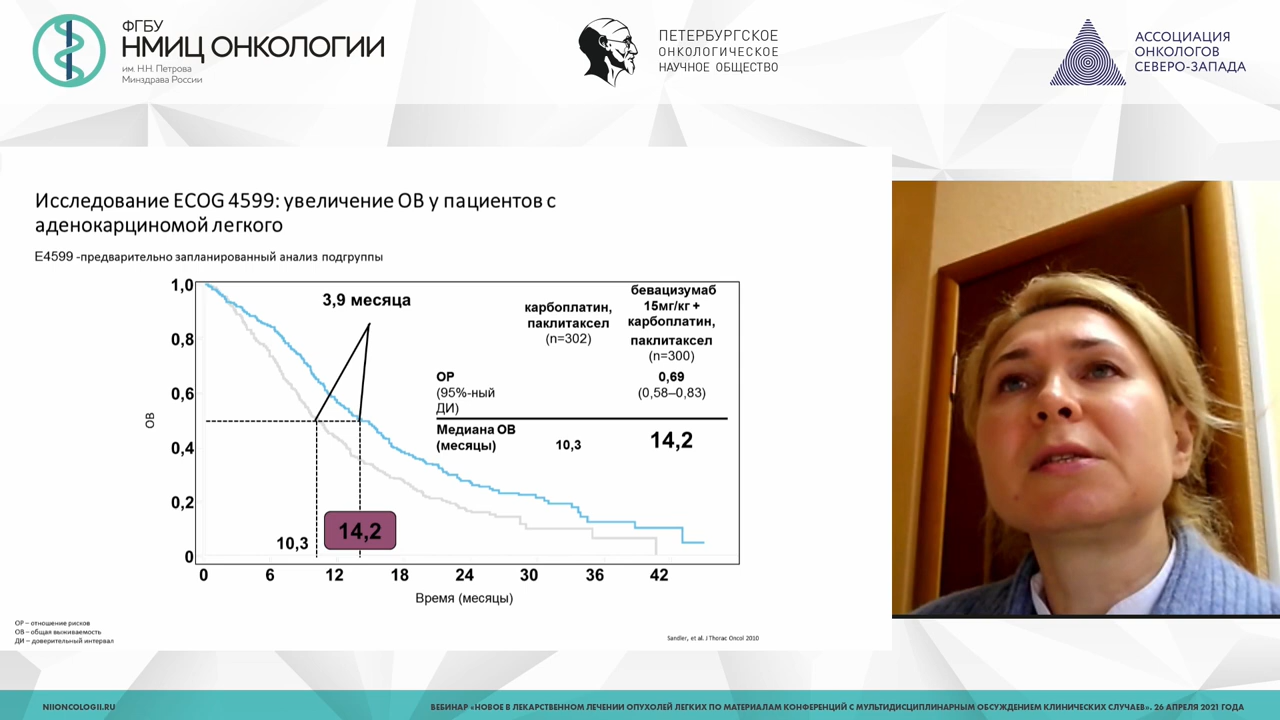 ФГБУ
НМИЦ ОНКОЛОГИИ
им. Н.Н. Петрова
Минздрава России
ПЕТЕРБУРГСКОЕ
ОНКОЛОГИЧЕСКОЕ
НАУЧНОЕ ОБЩЕСТВО
АССОЦИАЦИЯ
ОНКОЛОГОВ
СЕВЕРО-ЗАПАДА
Исследование ECOG 4599: увеличение ОВ у пациентов с
аденокарциномой легкого
E4599 -предварительно запланированный анализ подгруппы
1,0
0,8
0,6
0,4
0,2
0
ОВ
3,9 месяца
карбоплатин,
паклитаксел
(n=302)
бевацизумаб
15мг/кг +
карбоплатин,
паклитаксел
(n=300)
ОР
(95%-ный
ДИ)
0,69
(0,58–0,83)
Медиана ОВ
(месяцы)
10,3
14,2
10,3
14,2
0 6 12 18 24 30 36 42
Время (месяцы)
ОР – отношение рисков
ОВ – общая выживаемость
ДИ – доверительный интервал
Sandler, et al. J Thorac Oncol 2010
NIIONCOLOGII.RU
ВЕБИНАР «НОВОЕ В ЛЕКАРСТВЕННОМ ЛЕЧЕНИИ ОПУХОЛЕЙ ЛЕГКИХ ПО МАТЕРИАЛАМ КОНФЕРЕНЦИЙ С МУЛЬТИДИСЦИПЛИНАРНЫМ ОБСУЖДЕНИЕМ КЛИНИЧЕСКИХ СЛУЧАЕВ». 26 АПРЕЛЯ 2021 ГОДА